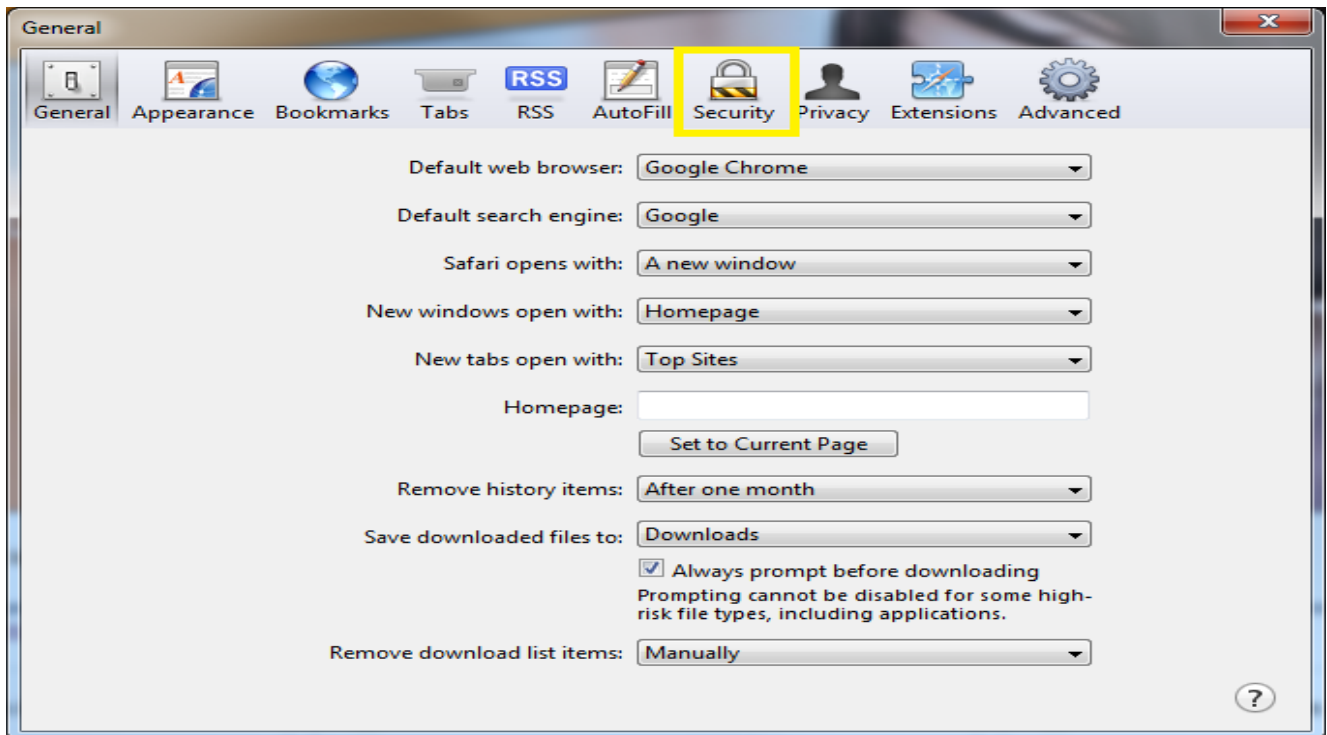 General
RSS
General Appearance Bookmarks Tabs RSS AutoFill Security Privacy Extensions Advanced
Default web browser: Google Chrome
Default search engine: Google
Safari opens with: A new window
New windows open with: Homepage
New tabs open with: Top Sites
Homepage:
Set to Current Page
Remove history items: After one month
Save downloaded files to: Downloads
Always prompt before downloading
Prompting cannot be disabled for some high-
risk file types, including applications.
Remove download list items: Manually
?